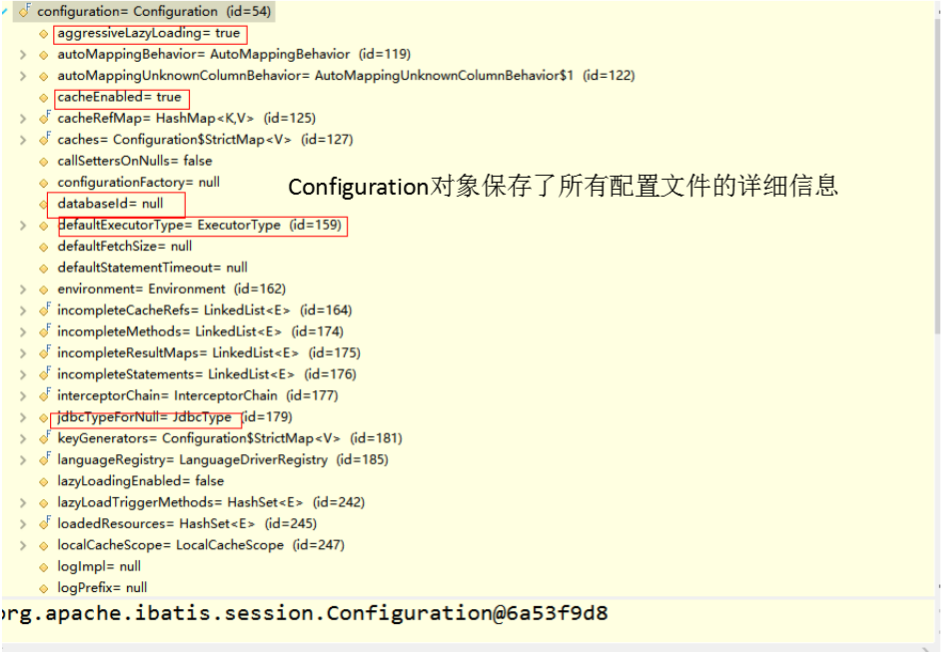 configuration= Configuration (id=54)
aggressiveLazyLoading= true
autoMappingBehavior= AutoMappingBehavior (id=119)
autoMappingUnknownColumnBehavior= AutoMappingUnknownColumnBehavior$1 (id=122)
cacheEnabled= true
cacheRefMap= HashMap<K,V> (id=125)
caches= Configuration$StrictMap<V> (id=127)
callSettersOnNulls= false
configurationFactory= null
Configuration对象保存了所有配置文件的详细信息
databaseId= null
defaultExecutorType= ExecutorType (id=159)
defaultFetchSize= null
defaultStatementTimeout= null
environment= Environment (id=162)
incompleteCacheRefs= LinkedList<E> (id=164)
incompleteMethods= LinkedList<E> (id=174)
incompleteResultMaps= LinkedList<E> (id=175)
incompleteStatements= LinkedList<E> (id=176)
interceptorChain= InterceptorChain (id=177)
jdbcTypeForNull= JdbcType (id=179)
keyGenerators= Configuration$StrictMap<V> (id=181)
languageRegistry= LanguageDriverRegistry (id=185)
lazyLoadingEnabled= false
lazyLoadTriggerMethods= HashSet<E> (id=242)
loadedResources= HashSet<E> (id=245)
localCacheScope= LocalCacheScope (id=247)
logImpl= null
logPrefix= null
org.apache.ibatis.session.Configuration@6a53f9d8